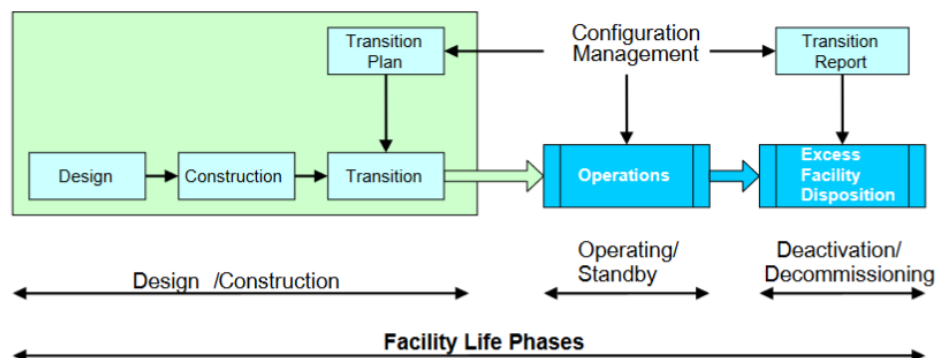 Transition
Plan
Configuration
Management
Transition
Report
Design
Construction
Transition
Operations
Excess
Facility
Disposition
Design /Construction
Operating/
Standby
Deactivation/
Decommissioning
Facility Life Phases